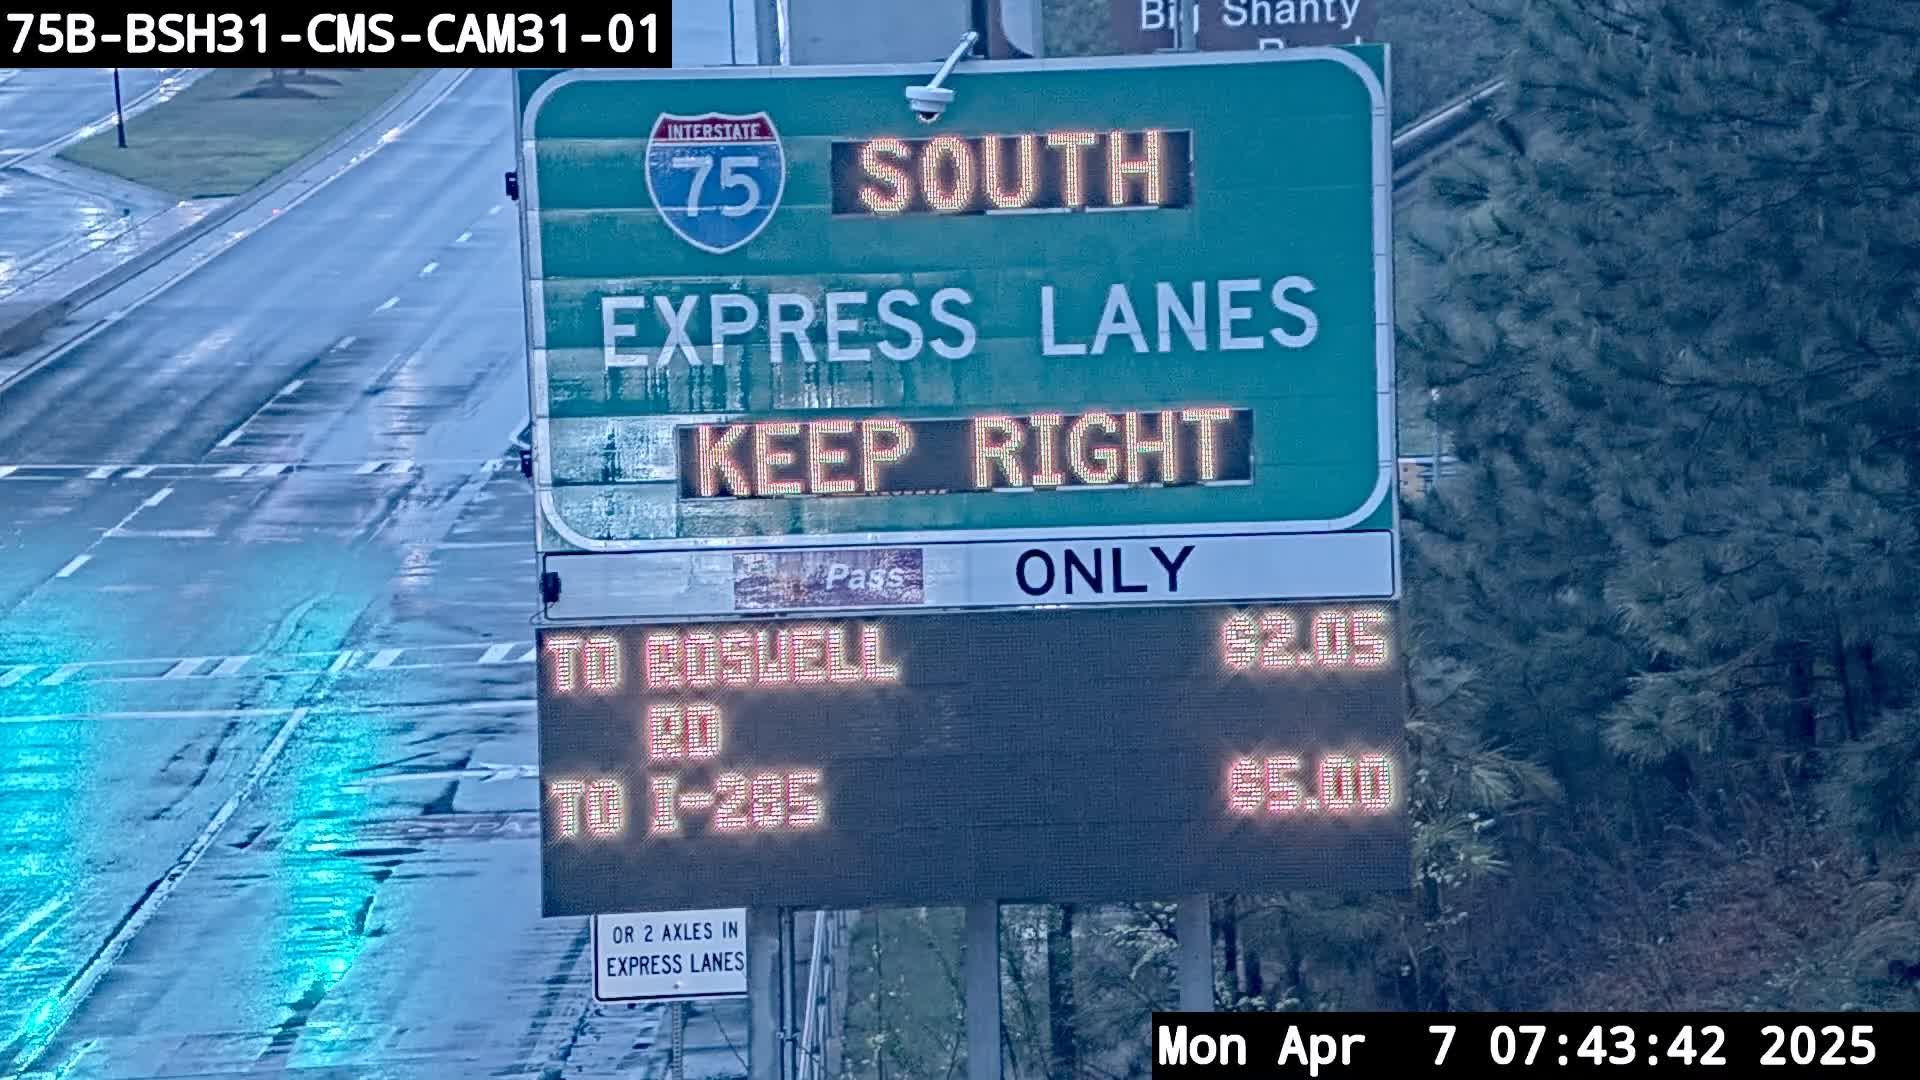 75B-BSH31-CMS-CAM31-01
Big Shanty
INTERSTATE
75
SOUTH
EXPRESS LANES
KEEP RIGHT
Pass ONLY
TO ROSWELL $2.05
RD
TO I-285 $5.00
OR 2 AXLES IN
EXPRESS LANES
Mon Apr 7 07:43:42 2025